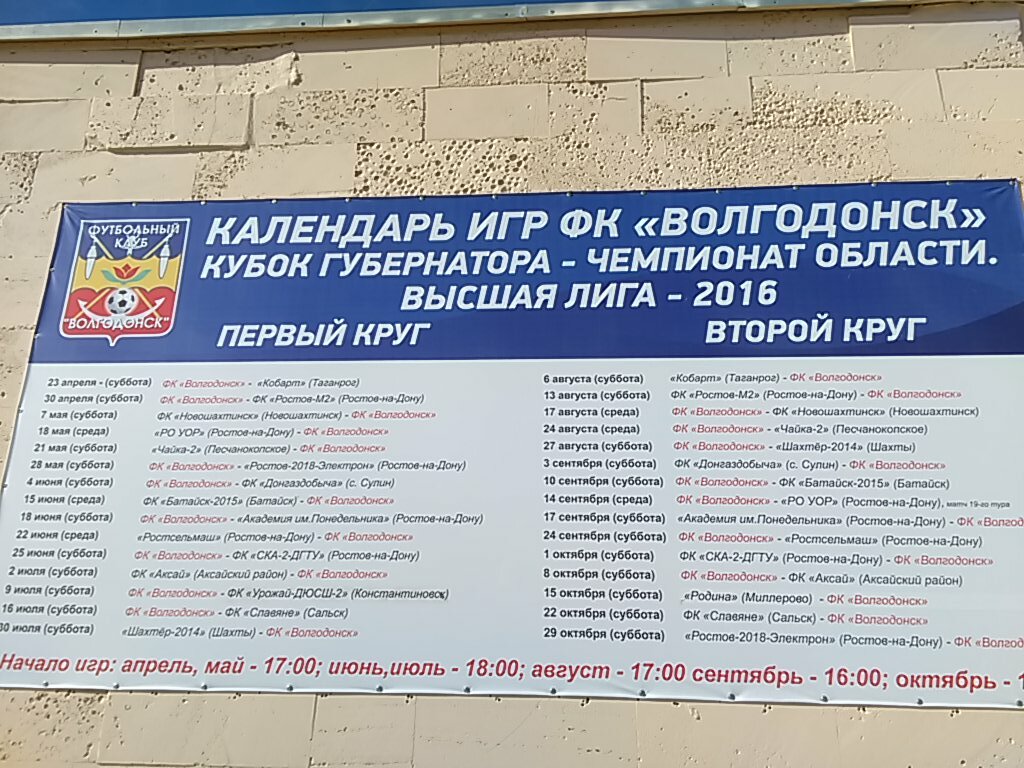 ФУТБОЛЬНЫЙ
КЛУБ
"ВОЛГОДОНСК"
КАЛЕНДАРЬ ИГР ФК «ВОЛГОДОНСК»
КУБОК ГУБЕРНАТОРА - ЧЕМПИОНАТ ОБЛАСТИ.
ВЫСШАЯ ЛИГА - 2016
ПЕРВЫЙ КРУГ
23 апреля - (суббота) ФК «Волгодонск» - «Кобарт» (Таганрог)
30 апреля (суббота) ФК «Волгодонск» - ФК «Ростов-М2» (Ростов-на-Дону)
7 мая (суббота) ФК «Новошахтинск» (Новошахтинск) - ФК «Волгодонск»
18 мая (среда) «РО УОР» (Ростов-на-Дону) - ФК «Волгодонск»
21 мая (суббота) «Чайка-2» (Песчанокопское) - ФК «Волгодонск»
28 мая (суббота) ФК «Волгодонск» - «Ростов-2018-Электрон» (Ростов-на-Дону)
4 июня (суббота) ФК «Волгодонск» - ФК «Донгаздобыча» (с. Сулин)
15 июня (среда) ФК «Батайск-2015» (Батайск) - ФК «Волгодонск»
18 июня (суббота) ФК «Волгодонск» - «Академия им.Понедельника» (Ростов-на-Дону)
22 июня (среда) «Ростсельмаш» (Ростов-на-Дону) - ФК «Волгодонск»
25 июня (суббота) ФК «Волгодонск» - ФК «СКА-2-ДГТУ» (Ростов-на-Дону)
2 июля (суббота) ФК «Аксай» (Аксайский район) - ФК «Волгодонск»
9 июля (суббота) ФК «Волгодонск» - ФК «Урожай-ДЮСШ-2» (Константиновск)
16 июля (суббота) ФК «Волгодонск» - ФК «Славяне» (Сальск)
30 июля (суббота) «Шахтёр-2014» (Шахты) - ФК «Волгодонск»
ВТОРОЙ КРУГ
6 августа (суббота) «Кобарт» (Таганрог) - ФК «Волгодонск»
13 августа (суббота) ФК «Ростов-М2» (Ростов-на-Дону) - ФК «Волгодонск»
17 августа (среда) ФК «Волгодонск» - ФК «Новошахтинск» (Новошахтинск)
24 августа (среда) ФК «Волгодонск» - «Чайка-2» (Песчанокопское)
27 августа (суббота) ФК «Волгодонск» - «Шахтёр-2014» (Шахты)
3 сентября (суббота) ФК «Донгаздобыча» (с. Сулин) - ФК «Волгодонск»
10 сентября (суббота) ФК «Волгодонск» - ФК «Батайск-2015» (Батайск)
14 сентября (среда) ФК «Волгодонск» - «РО УОР» (Ростов-на-Дону), матч 19-го тура
17 сентября (суббота) «Академия им.Понедельника» (Ростов-на-Дону) - ФК «Волгод
24 сентября (суббота) ФК «Волгодонск» - «Ростсельмаш» (Ростов-на-Дону)
1 октября (суббота) ФК «СКА-2-ДГТУ» (Ростов-на-Дону) - ФК «Волгодонск»
8 октября (суббота) ФК «Волгодонск» - ФК «Аксай» (Аксайский район)
15 октября (суббота) «Родина» (Миллерово) - ФК «Волгодонск»
22 октября (суббота) ФК «Славяне» (Сальск) - ФК «Волгодонск»
29 октября (суббота) «Ростов-2018-Электрон» (Ростов-на-Дону) - ФК «Волгод
Начало игр: апрель, май - 17:00; июнь,июль - 18:00; август - 17:00 сентябрь - 16:00; октябрь - 1